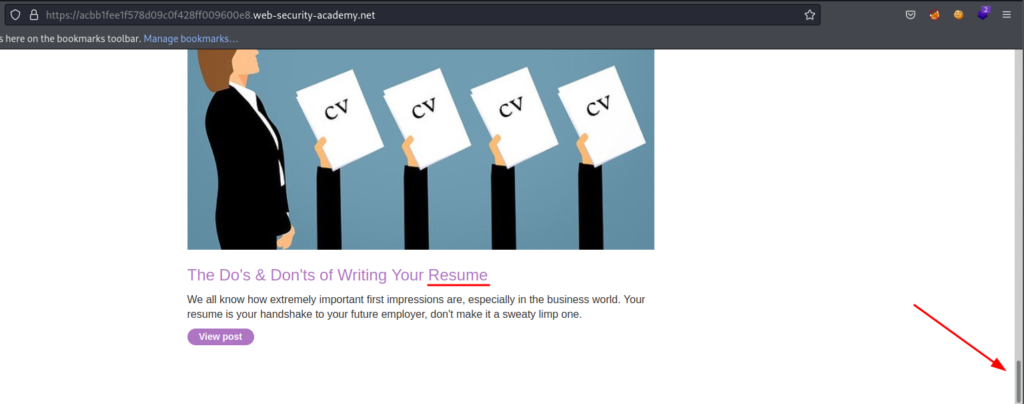 https://acbb1fee1f578d09c0f428ff009600e8.web-security-academy.net
2
s here on the bookmarks toolbar. Manage bookmarks…
CV CV CV CV
The Do's & Don'ts of Writing Your Resume
We all know how extremely important first impressions are, especially in the business world. Your
resume is your handshake to your future employer, don't make it a sweaty limp one.
View post